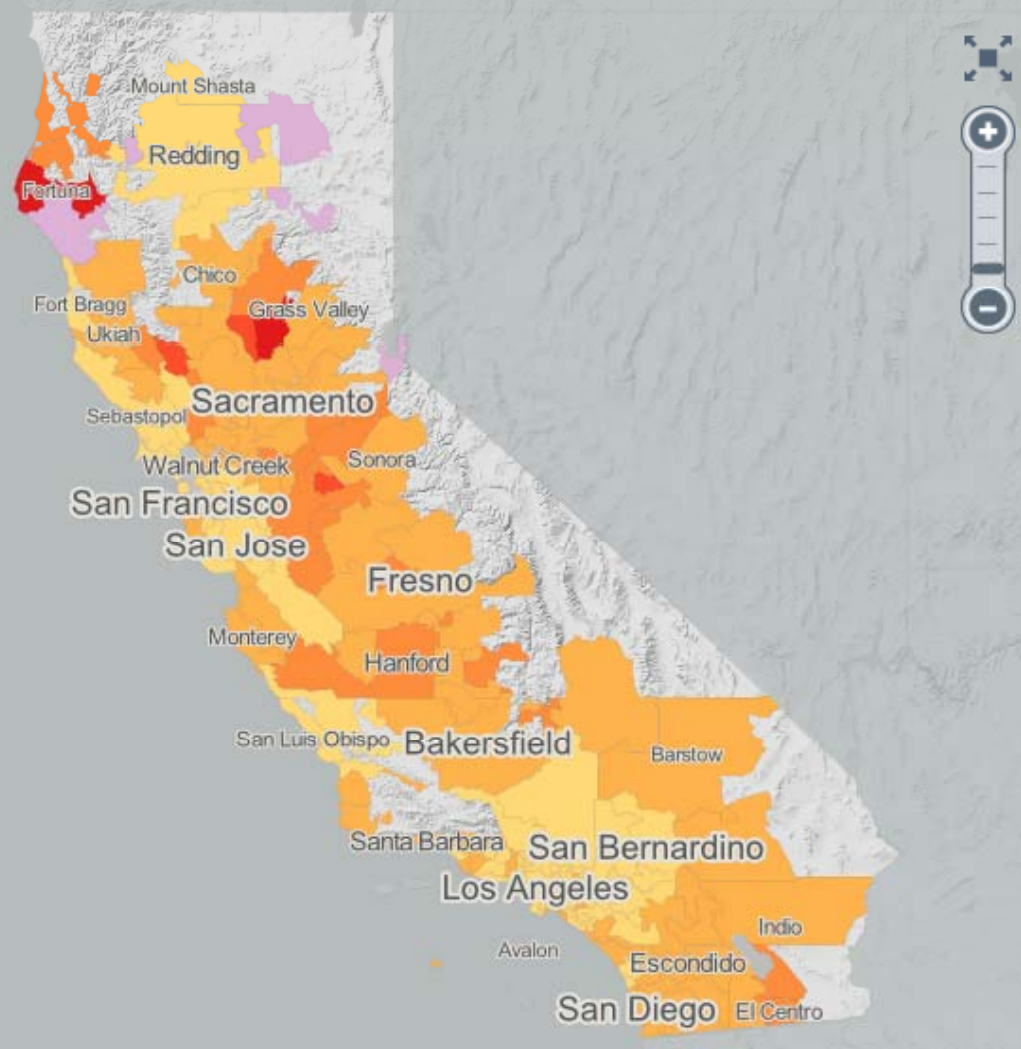 Mount Shasta
Redding
Fortuna
Chico
Fort Bragg
Grass Valley
Ukiah
Sacramento
Sebastopol
Walnut Creek
Sonora
San Francisco
San Jose
Fresno
Monterey
Hanford
San Luis Obispo
Bakersfield
Barstow
Santa Barbara
San Bernardino
Los Angeles
Indio
Avalon
Escondido
San Diego
El Centro